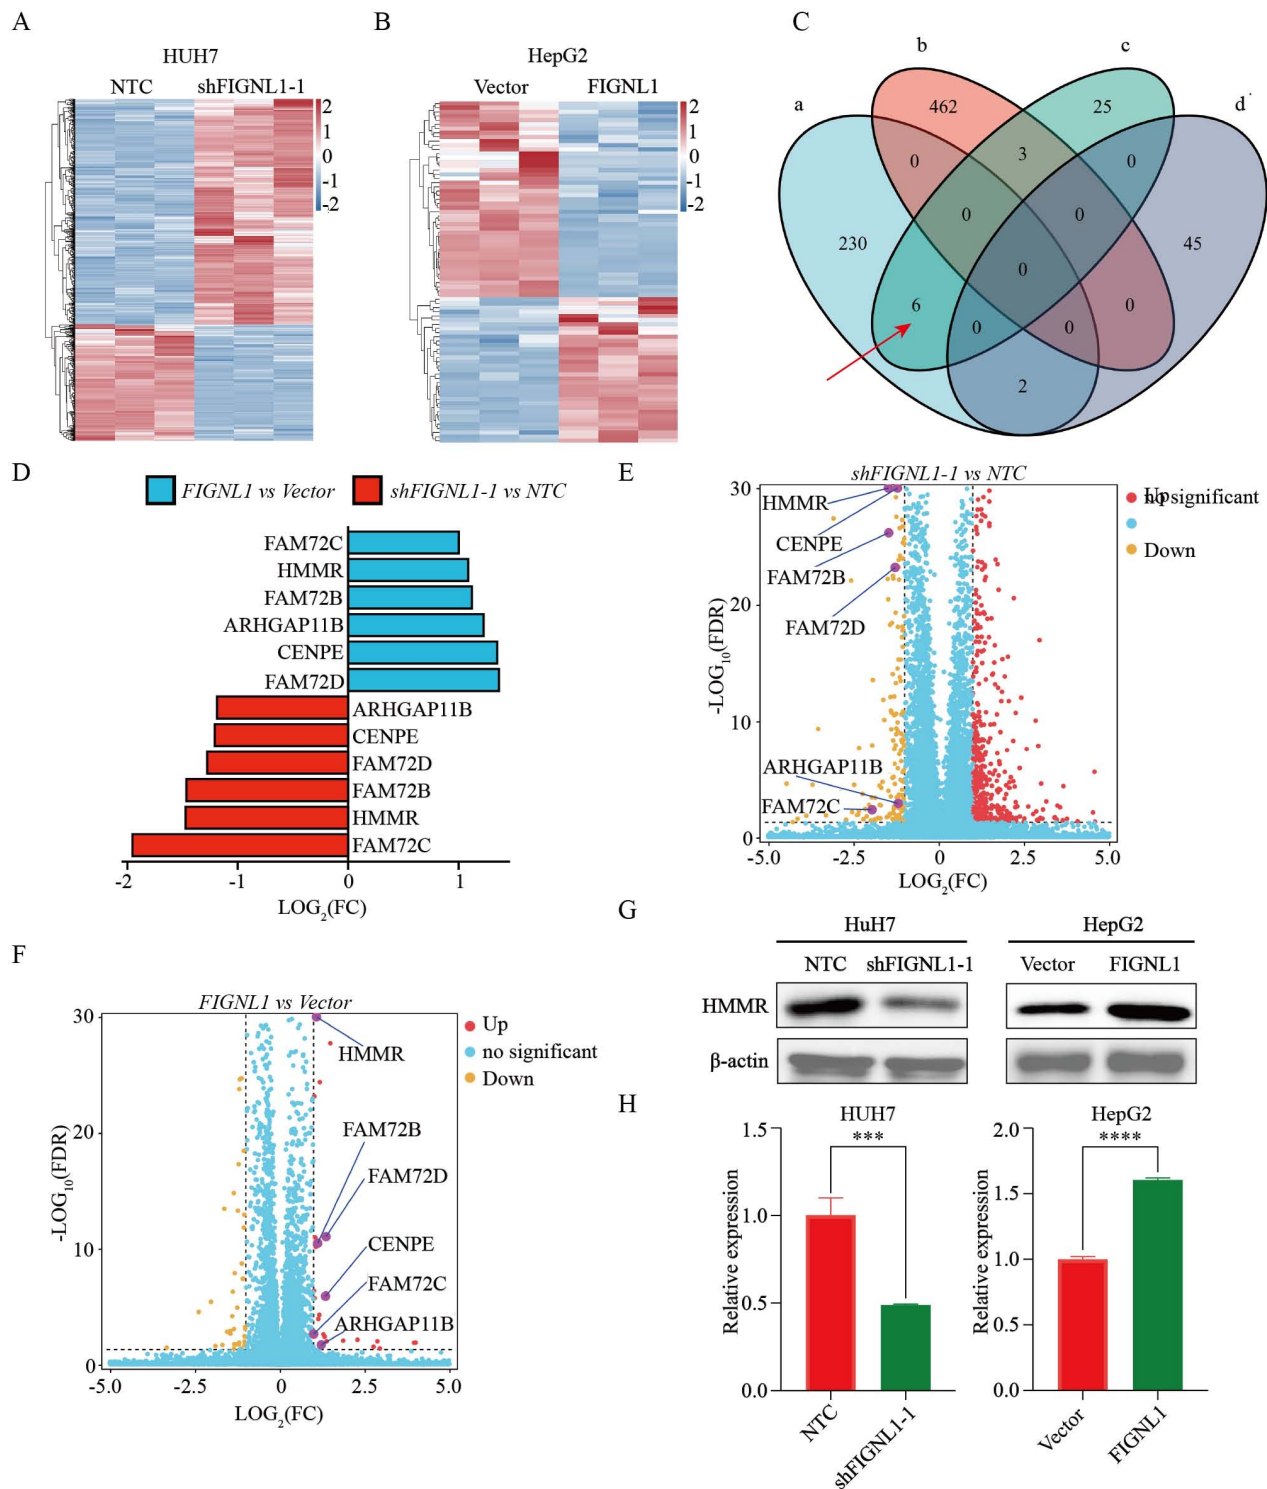 A
HUH7
NTC shFIGNL1-1
2
1
0
-1
-2
B
HepG2
Vector FIGNL1
2
1
0
-1
-2
C
a
b
c
d
462
25
0
3
0
230
0
0
45
0
6
0
0
0
2
D
FIGNL1 vs Vector shFIGNL1-1 vs NTC
FAM72C
HMMR
FAM72B
ARHGAP11B
CENPE
FAM72D
ARHGAP11B
CENPE
FAM72D
FAM72B
HMMR
FAM72C
-2 -1 0 1
LOG2(FC)
E
shFIGNL1-1 vs NTC
-LOG10(FDR)
30
20
10
0
HMMR
CENPE
FAM72B
FAM72D
ARHGAP11B
FAM72C
-5.0 -2.5 0 2.5 5.0
LOG2(FC)
Up
no significant
Down
F
FIGNL1 vs Vector
-LOG10(FDR)
30
20
10
0
HMMR
FAM72B
FAM72D
CENPE
FAM72C
ARHGAP11B
-5.0 -2.5 0 2.5 5.0
LOG2(FC)
Up
no significant
Down
G
HuH7 HepG2
NTC shFIGNL1-1 Vector FIGNL1
HMMR
β-actin
H
HUH7
Relative expression
1.5
1.0
0.5
0.0
***
NTC
shFIGNL1-1
HepG2
Relative expression
2.0
1.5
1.0
0.5
0.0
****
Vector
FIGNL1